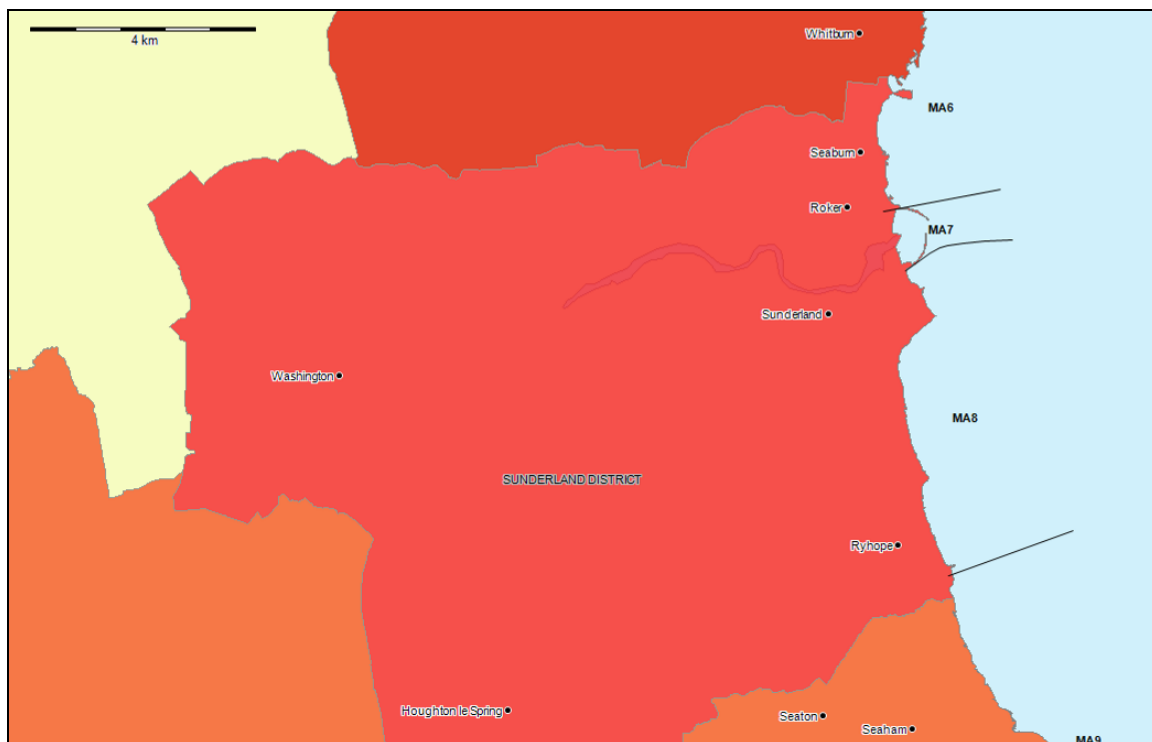 4 km
Whitburn
MA6
Seaburn
Roker
MA7
Sunderland
Washington
MA8
SUNDERLAND DISTRICT
Ryhope
Houghton le Spring
Seaton
Seaham
MA9